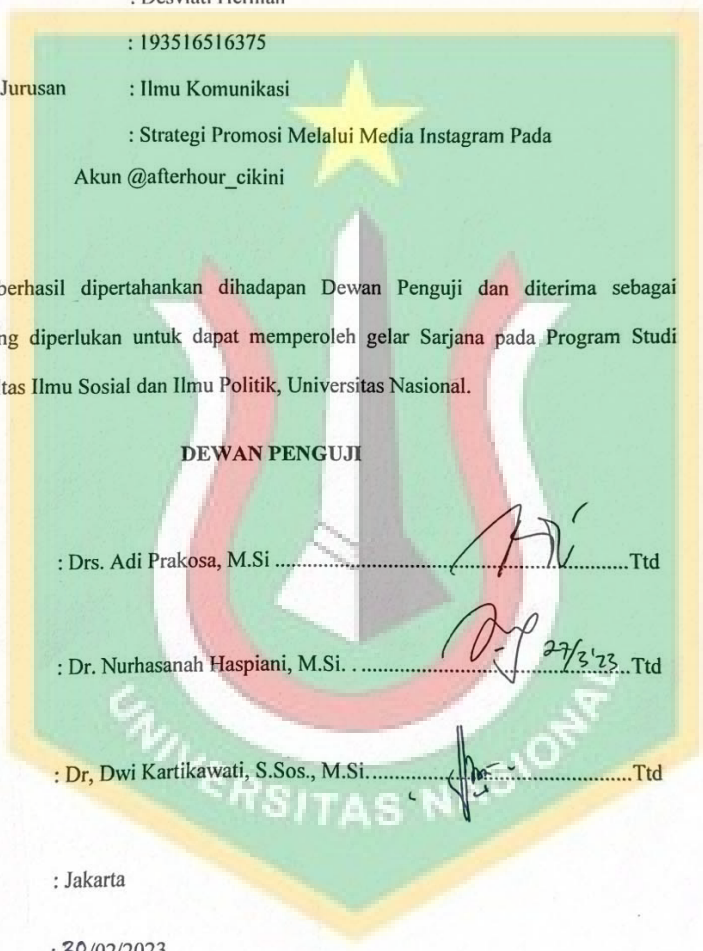 : Desviati Herman
: 193516516375
Jurusan : Ilmu Komunikasi
: Strategi Promosi Melalui Media Instagram Pada
Akun @afterhour_cikini
berhasil dipertahankan dihadapan Dewan Penguji dan diterima sebagai
ng diperlukan untuk dapat memperoleh gelar Sarjana pada Program Studi
tas Ilmu Sosial dan Ilmu Politik, Universitas Nasional.
DEWAN PENGUJI
: Drs. Adi Prakosa, M.Si ........................................................................Ttd
: Dr. Nurhasanah Haspiani, M.Si. . ................................ 27/3'23 ..Ttd
: Dr, Dwi Kartikawati, S.Sos., M.Si......................................................Ttd
UNIVERSITAS NASIONAL
: Jakarta
/02/2023